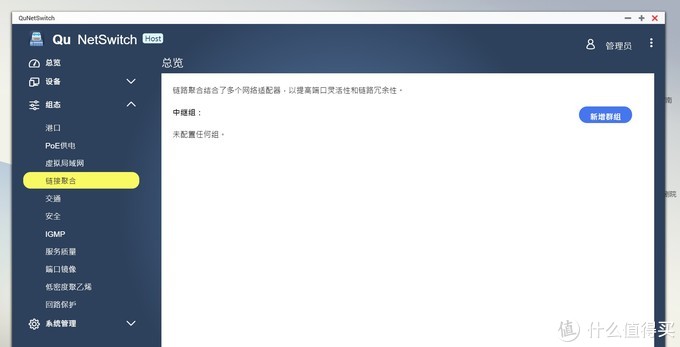 QuNetSwitch
Qu NetSwitch Host
管理员
总览
设备
组态
港口
PoE供电
虚拟局域网
链接聚合
交通
安全
IGMP
服务质量
端口镜像
低密度聚乙烯
回路保护
系统管理
总览
链路聚合结合了多个网络适配器，以提高端口灵活性和链路冗余性。
中继组：
新增群组
未配置任何组。
南
剧院
值 什么值得买